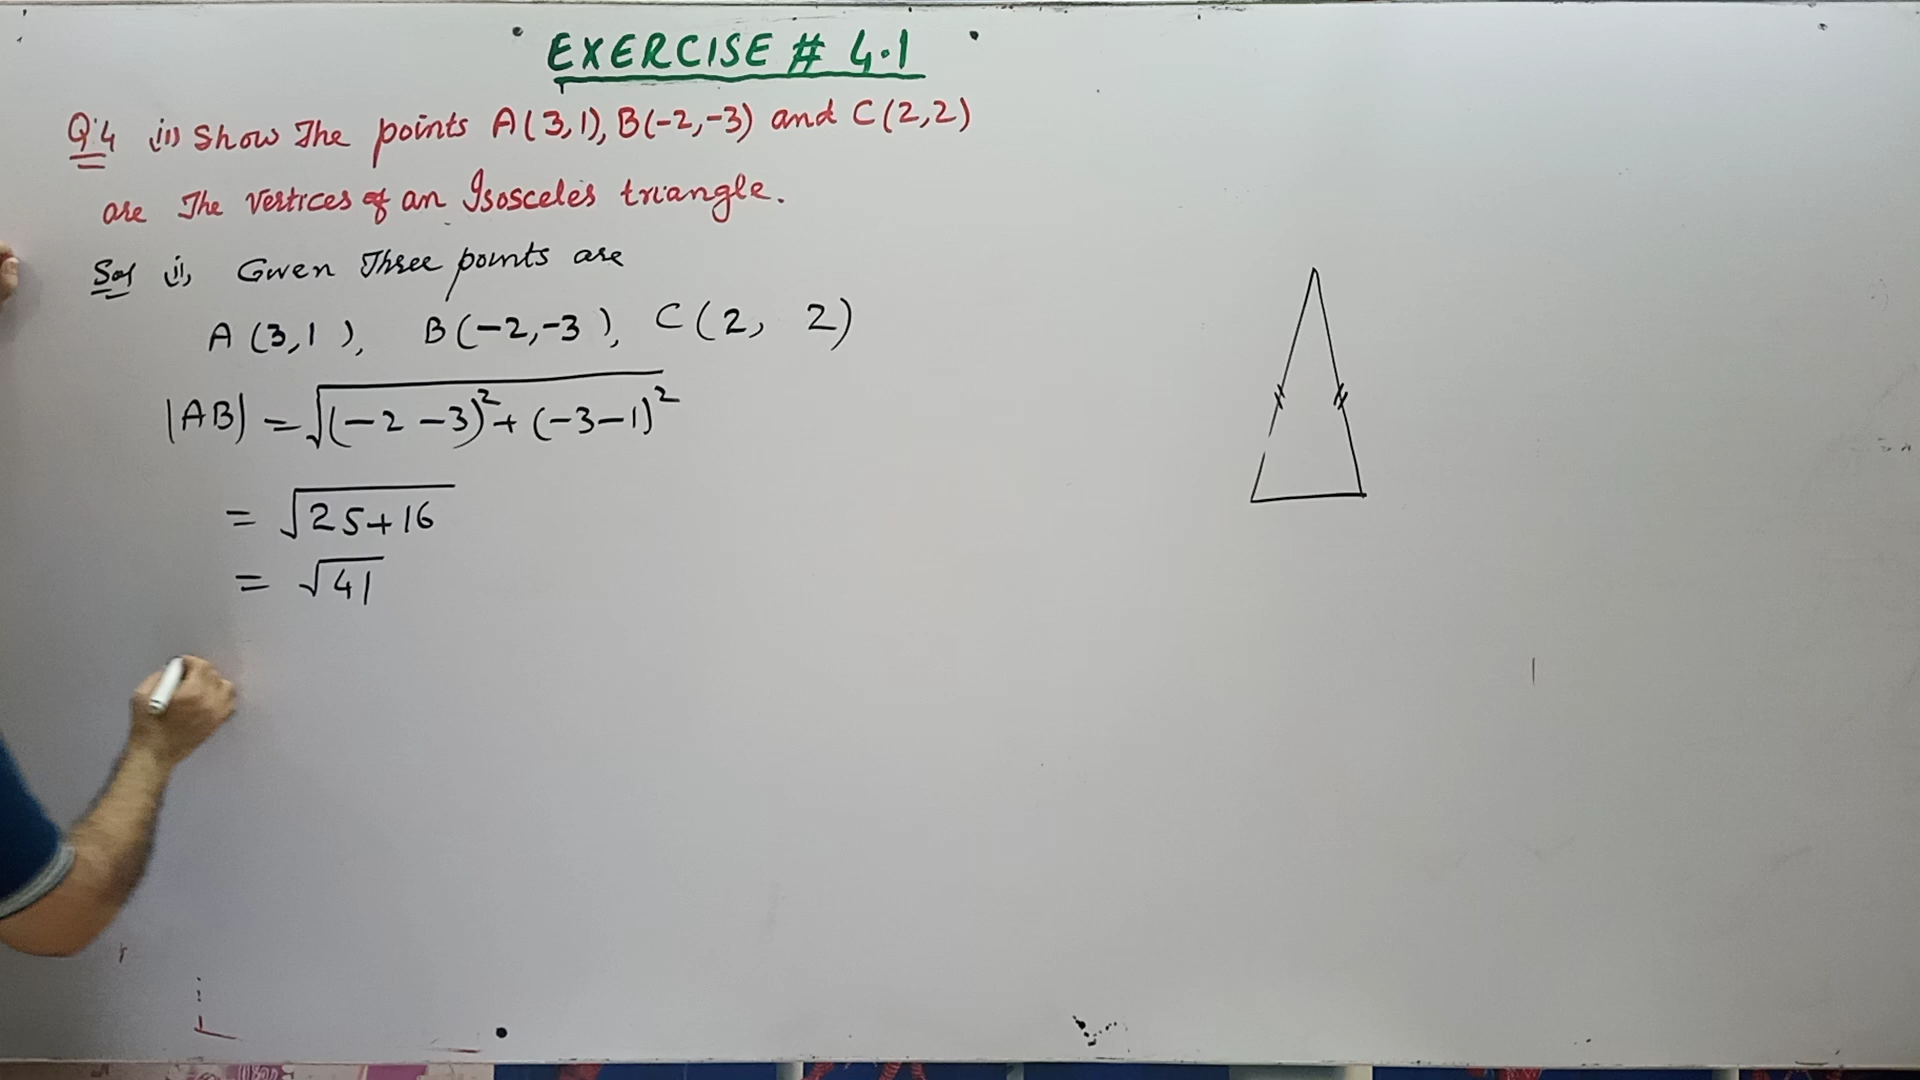 EXERCISE # 4.1
Q.4 (ii) Show The points A(3,1), B(-2,-3) and C(2,2)
are The vertices of an Isosceles triangle.
Sol (ii) Given Three points are
A(3,1), B(-2,-3), C(2, 2)
|AB| = √(-2-3)²+(-3-1)²
= √25+16
= √41